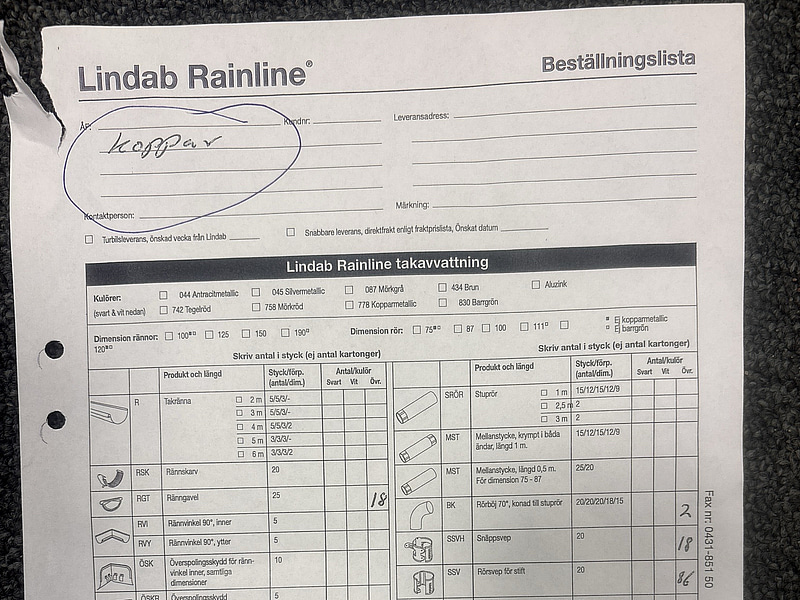 Lindab Rainline® Beställningslista
År: Kundnr: Leveransadress:
Koppar
Kontaktperson: Märkning:
Turbilsleverans, önskad vecka från Lindab Snabbare leverans, direktfrakt enligt fraktprislista, Önskat datum
Lindab Rainline takavvattning
Kulörer: 044 Antracitmetallic 045 Silvermetallic 087 Mörkgrå 434 Brun Aluzink
(svart & vit nedan) 742 Tegelröd 758 Mörkröd 778 Kopparmetallic 830 Barrgrön
Dimension rännor: 100 125 150 190 Dimension rör: 75 87 100 111 Ej kopparmetallic
120 Ej barrgrön
Skriv antal i styck (ej antal kartonger) Skriv antal i styck (ej antal kartonger)
Produkt och längd Styck/förp. (antal/dim.) Antal/kulör Svart Vit Övr.
R Takränna 2 m 5/5/3/-
3 m 5/5/3/-
4 m 5/5/3/2
5 m 3/3/3/-
6 m 3/3/3/2
RSK Rännskarv 20
RGT Ränngavel 25 18
RVI Rännvinkel 90°, inner 5
RVY Rännvinkel 90°, ytter 5
ÖSK Överspolningsskydd för ränn- 10
vinkel inner, samtliga
dimensioner
ÖSKR Överspolningsskydd 5
Produkt och längd Styck/förp. (antal/dim.) Antal/kulör Svart Vit Övr.
SRÖR Stuprör 1 m 15/12/15/12/9
2,5 m 2
3 m 2
MST Mellanstycke, krympt i båda 15/12/15/12/9
ändar, längd 1 m.
MST Mellanstycke, längd 0,5 m. 25/20
För dimension 75 - 87
BK Rörböj 70°, konad till stuprör 20/20/20/18/15 2
SSVH Snäppsvep 20 18
SSV Rörsvep för stift 20 86
Fax nr: 0431-851 50